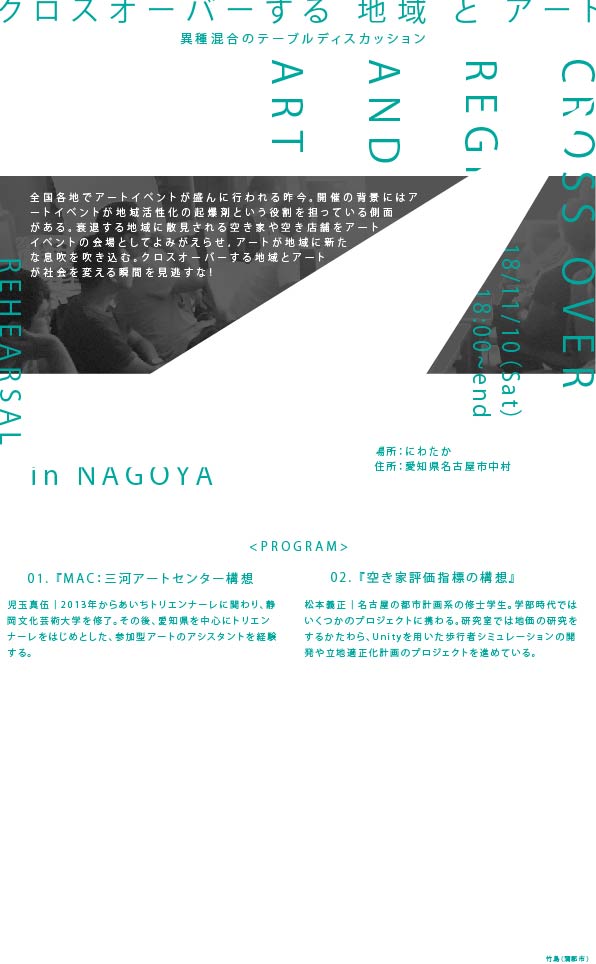 クロスオーバーする 地域 と アート
異種混合のテーブルディスカッション
CROSS OVER
REGI
AND
ART
全国各地でアートイベントが盛んに行われる昨今。開催の背景にはア
ートイベントが地域活性化の起爆剤という役割を担っている側面
がある。衰退する地域に散見される空き家や空き店舗をアート
イベントの会場としてよみがえらせ，アートが地域に新た
な息吹を吹き込む。クロスオーバーする地域とアート
が社会を変える瞬間を見逃すな！
18/11/10 (Sat)
18:00~end
REHEARSAL
in NAGOYA
場所：にわたか
住所：愛知県名古屋市中村
<PROGRAM>
01.『MAC：三河アートセンター構想
児玉真伍｜2013年からあいちトリエンナーレに関わり、静
岡文化芸術大学を修了。その後、愛知県を中心にトリエン
ナーレをはじめとした、参加型アートのアシスタントを経験
する。
02.『空き家評価指標の構想』
松本義正｜名古屋の都市計画系の修士学生。学部時代では
いくつかのプロジェクトに携わる。研究室では地価の研究を
するかたわら、Unityを用いた歩行者シミュレーションの開
発や立地適正化計画のプロジェクトを進めている。
竹島（蒲郡市）